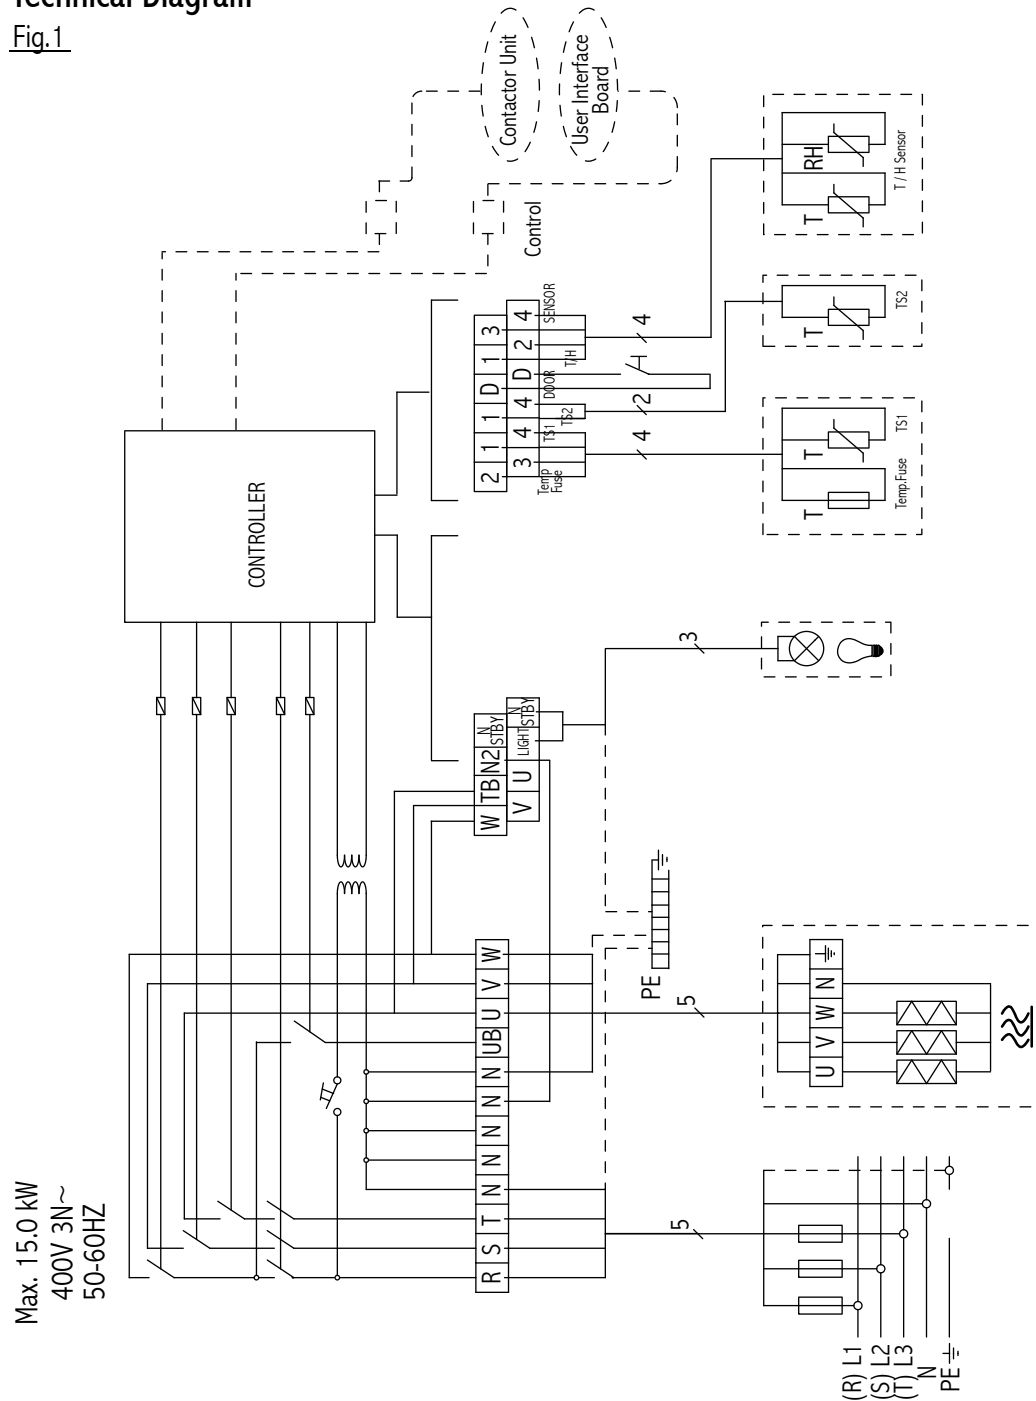 Technical Diagram
Fig.1
Max. 15.0 kW
400V 3N~
50-60HZ
CONTROLLER
Contactor Unit
User Interface
Board
Control
2 1 1 D 1 3
3 4 4 D 2 4
Temp
Fuse
TS1
TS2
DOOR
T/H
SENSOR
4
2
4
T
RH
T / H Sensor
T
TS2
T
T
Temp.Fuse
TS1
3
W TB N2 N
STBY
V U LIGHT N
STBY
R S T N N N N N UB U V W
PE
5
5
U V W N
(R) L1
(S) L2
(T) L3
N
PE